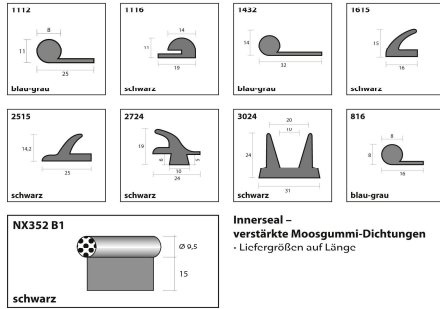 1112
8
11
25
blau-grau
1116
14
11
19
schwarz
1432
14
32
blau-grau
1615
15
16
schwarz
2515
14,2
25
schwarz
2724
19
6
5
10
24
schwarz
3024
20
10
24
31
schwarz
816
8
8
16
blau-grau
NX352 B1
Ø 9,5
15
schwarz
Innerseal –
verstärkte Moosgummi-Dichtungen
• Liefergrößen auf Länge